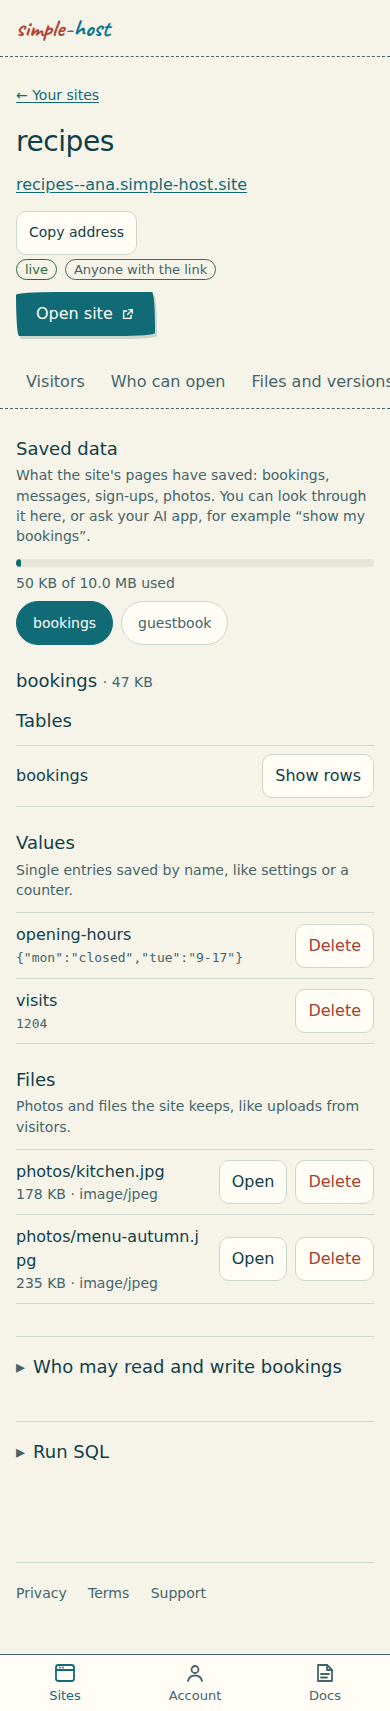 simple-host
← Your sites
recipes
recipes--ana.simple-host.site
Copy address
live Anyone with the link
Open site
Visitors Who can open Files and versions
Saved data
What the site's pages have saved: bookings,
messages, sign-ups, photos. You can look through
it here, or ask your AI app, for example “show my
bookings”.
50 KB of 10.0 MB used
bookings guestbook
bookings · 47 KB
Tables
bookings Show rows
Values
Single entries saved by name, like settings or a
counter.
opening-hours
{"mon":"closed","tue":"9-17"}
Delete
visits
1204
Delete
Files
Photos and files the site keeps, like uploads from
visitors.
photos/kitchen.jpg
178 KB · image/jpeg
Open Delete
photos/menu-autumn.j
pg
235 KB · image/jpeg
Open Delete
▶ Who may read and write bookings
▶ Run SQL
Privacy Terms Support
Sites Account Docs